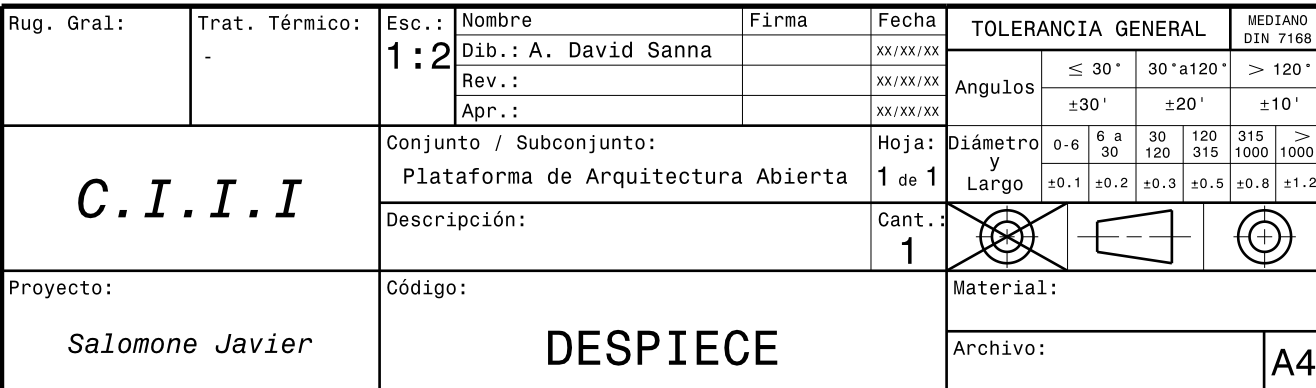 Rug. Gral:
Trat. Térmico:
-
Esc.:
1:2
Nombre
Firma
Fecha
Dib.: A. David Sanna
XX/XX/XX
Rev.:
XX/XX/XX
Apr.:
XX/XX/XX
TOLERANCIA GENERAL
MEDIANO
DIN 7168
Angulos
≤ 30°
30°a120°
> 120°
±30'
±20'
±10'
C.I.I.I
Conjunto / Subconjunto:
Plataforma de Arquitectura Abierta
Hoja:
1 de 1
Diámetro
y
Largo
0-6
6 a
30
30
120
120
315
315
1000
>
1000
±0.1
±0.2
±0.3
±0.5
±0.8
±1.2
Descripción:
Cant.:
1
Proyecto:
Salomone Javier
Código:
DESPIECE
Material:
Archivo:
A4